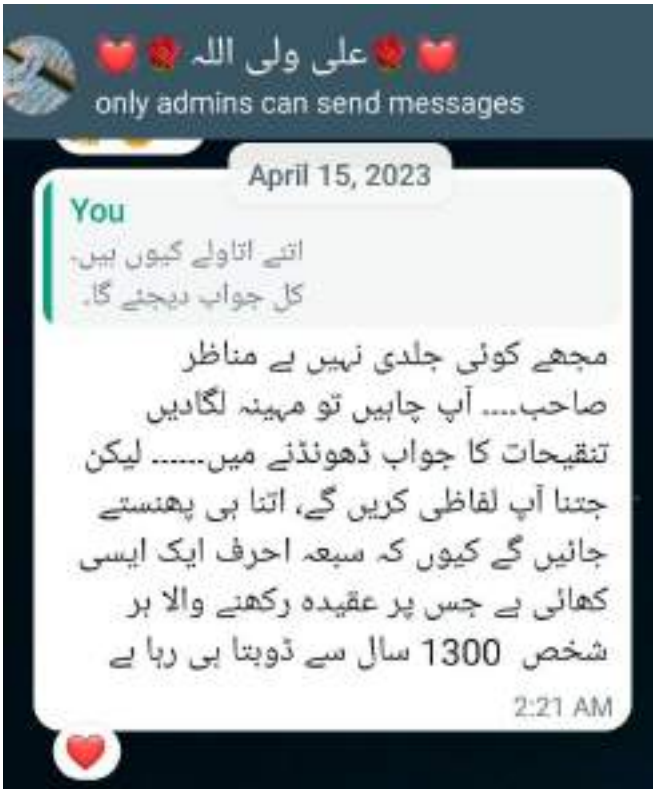 ❤️🌹علی ولی اللہ🌹❤️
only admins can send messages
April 15, 2023
You
اتنے اتاولے کیوں ہیں۔
کل جواب دیجئے گا۔
مجھے کوئی جلدی نہیں ہے مناظر
صاحب.... آپ چاہیں تو مہینہ لگادیں
تنقیحات کا جواب ڈھونڈنے میں...... لیکن
جتنا آپ لفاظی کریں گے، اتنا ہی پھنستے
جائیں گے کیوں کہ سبعہ احرف ایک ایسی
کھائی ہے جس پر عقیدہ رکھنے والا ہر
شخص 1300 سال سے ڈوبتا ہی رہا ہے
2:21 AM